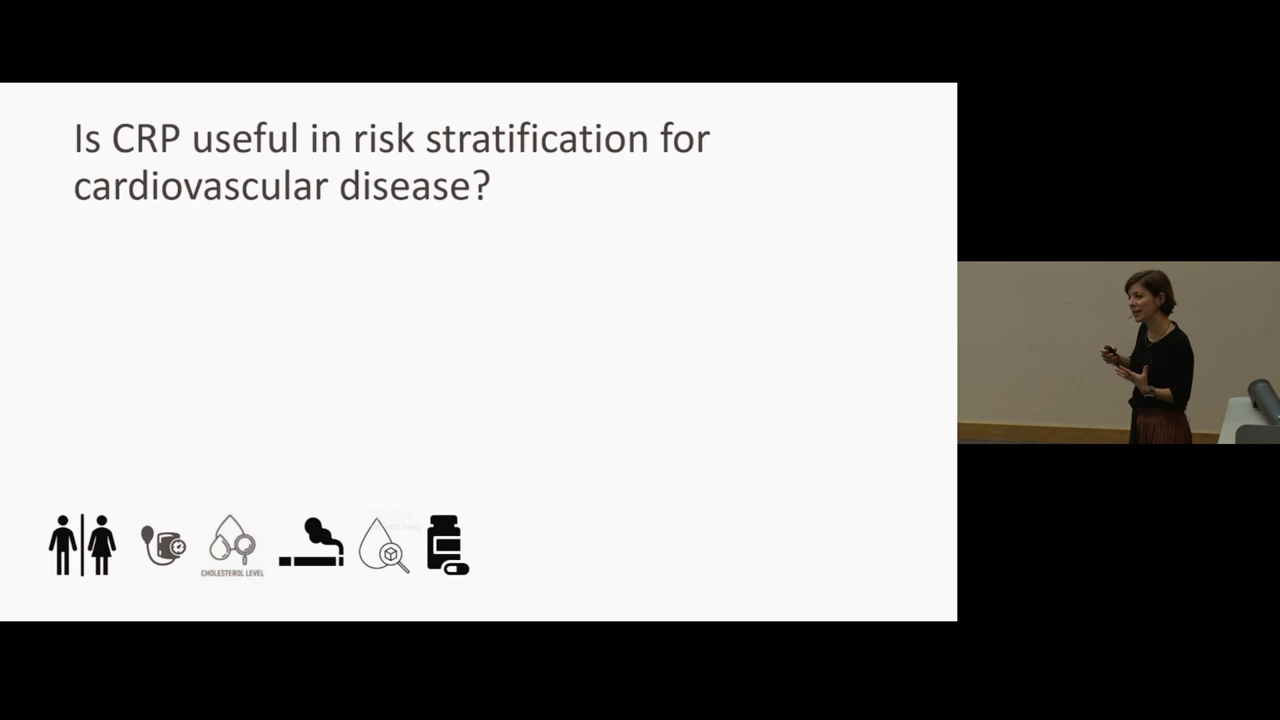 Is CRP useful in risk stratification for
cardiovascular disease?
CHOLESTEROL LEVEL